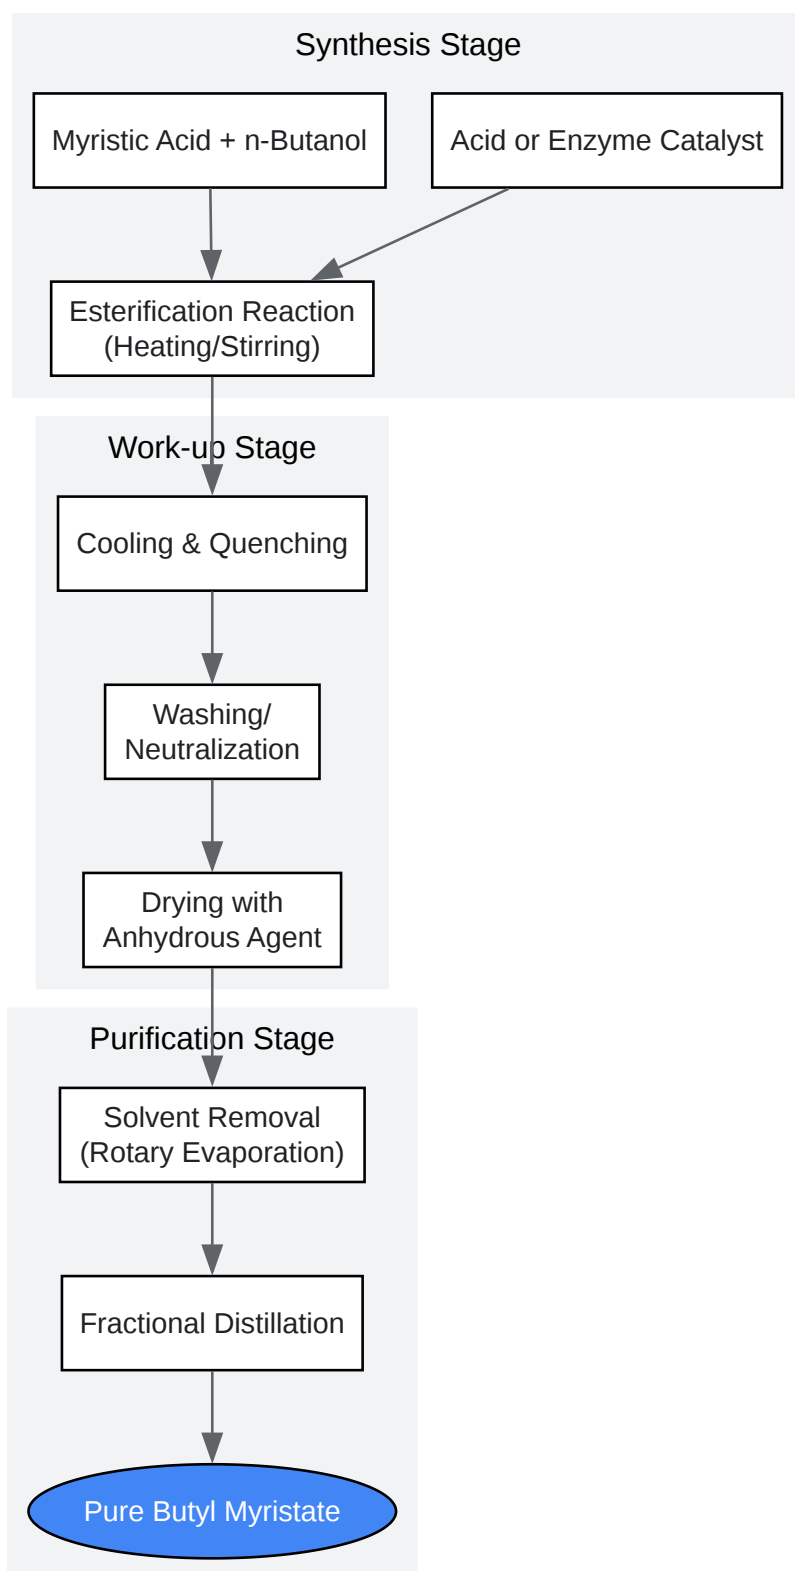 Synthesis Stage
Myristic Acid + n-Butanol
Acid or Enzyme Catalyst
Esterification Reaction
(Heating/Stirring)
Work-up Stage
Cooling & Quenching
Washing/
Neutralization
Drying with
Anhydrous Agent
Purification Stage
Solvent Removal
(Rotary Evaporation)
Fractional Distillation
Pure Butyl Myristate